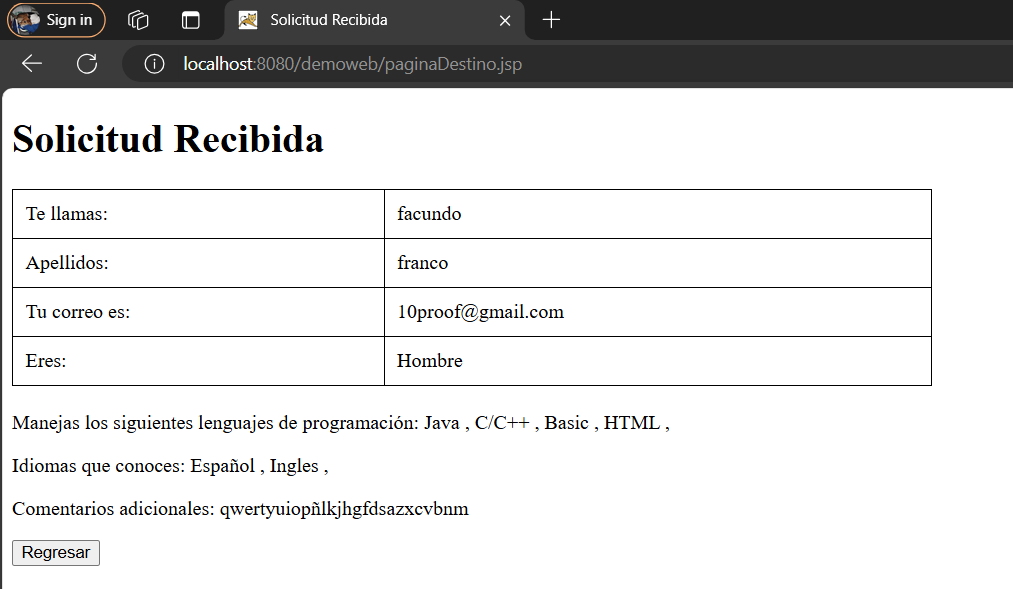 Sign in
Solicitud Recibida
localhost:8080/demoweb/paginaDestino.jsp
Solicitud Recibida
Te llamas: facundo
Apellidos: franco
Tu correo es: 10proof@gmail.com
Eres: Hombre
Manejas los siguientes lenguajes de programación: Java , C/C++ , Basic , HTML ,
Idiomas que conoces: Español , Ingles ,
Comentarios adicionales: qwertyuiopñlkjhgfdsazxcvbnm
Regresar